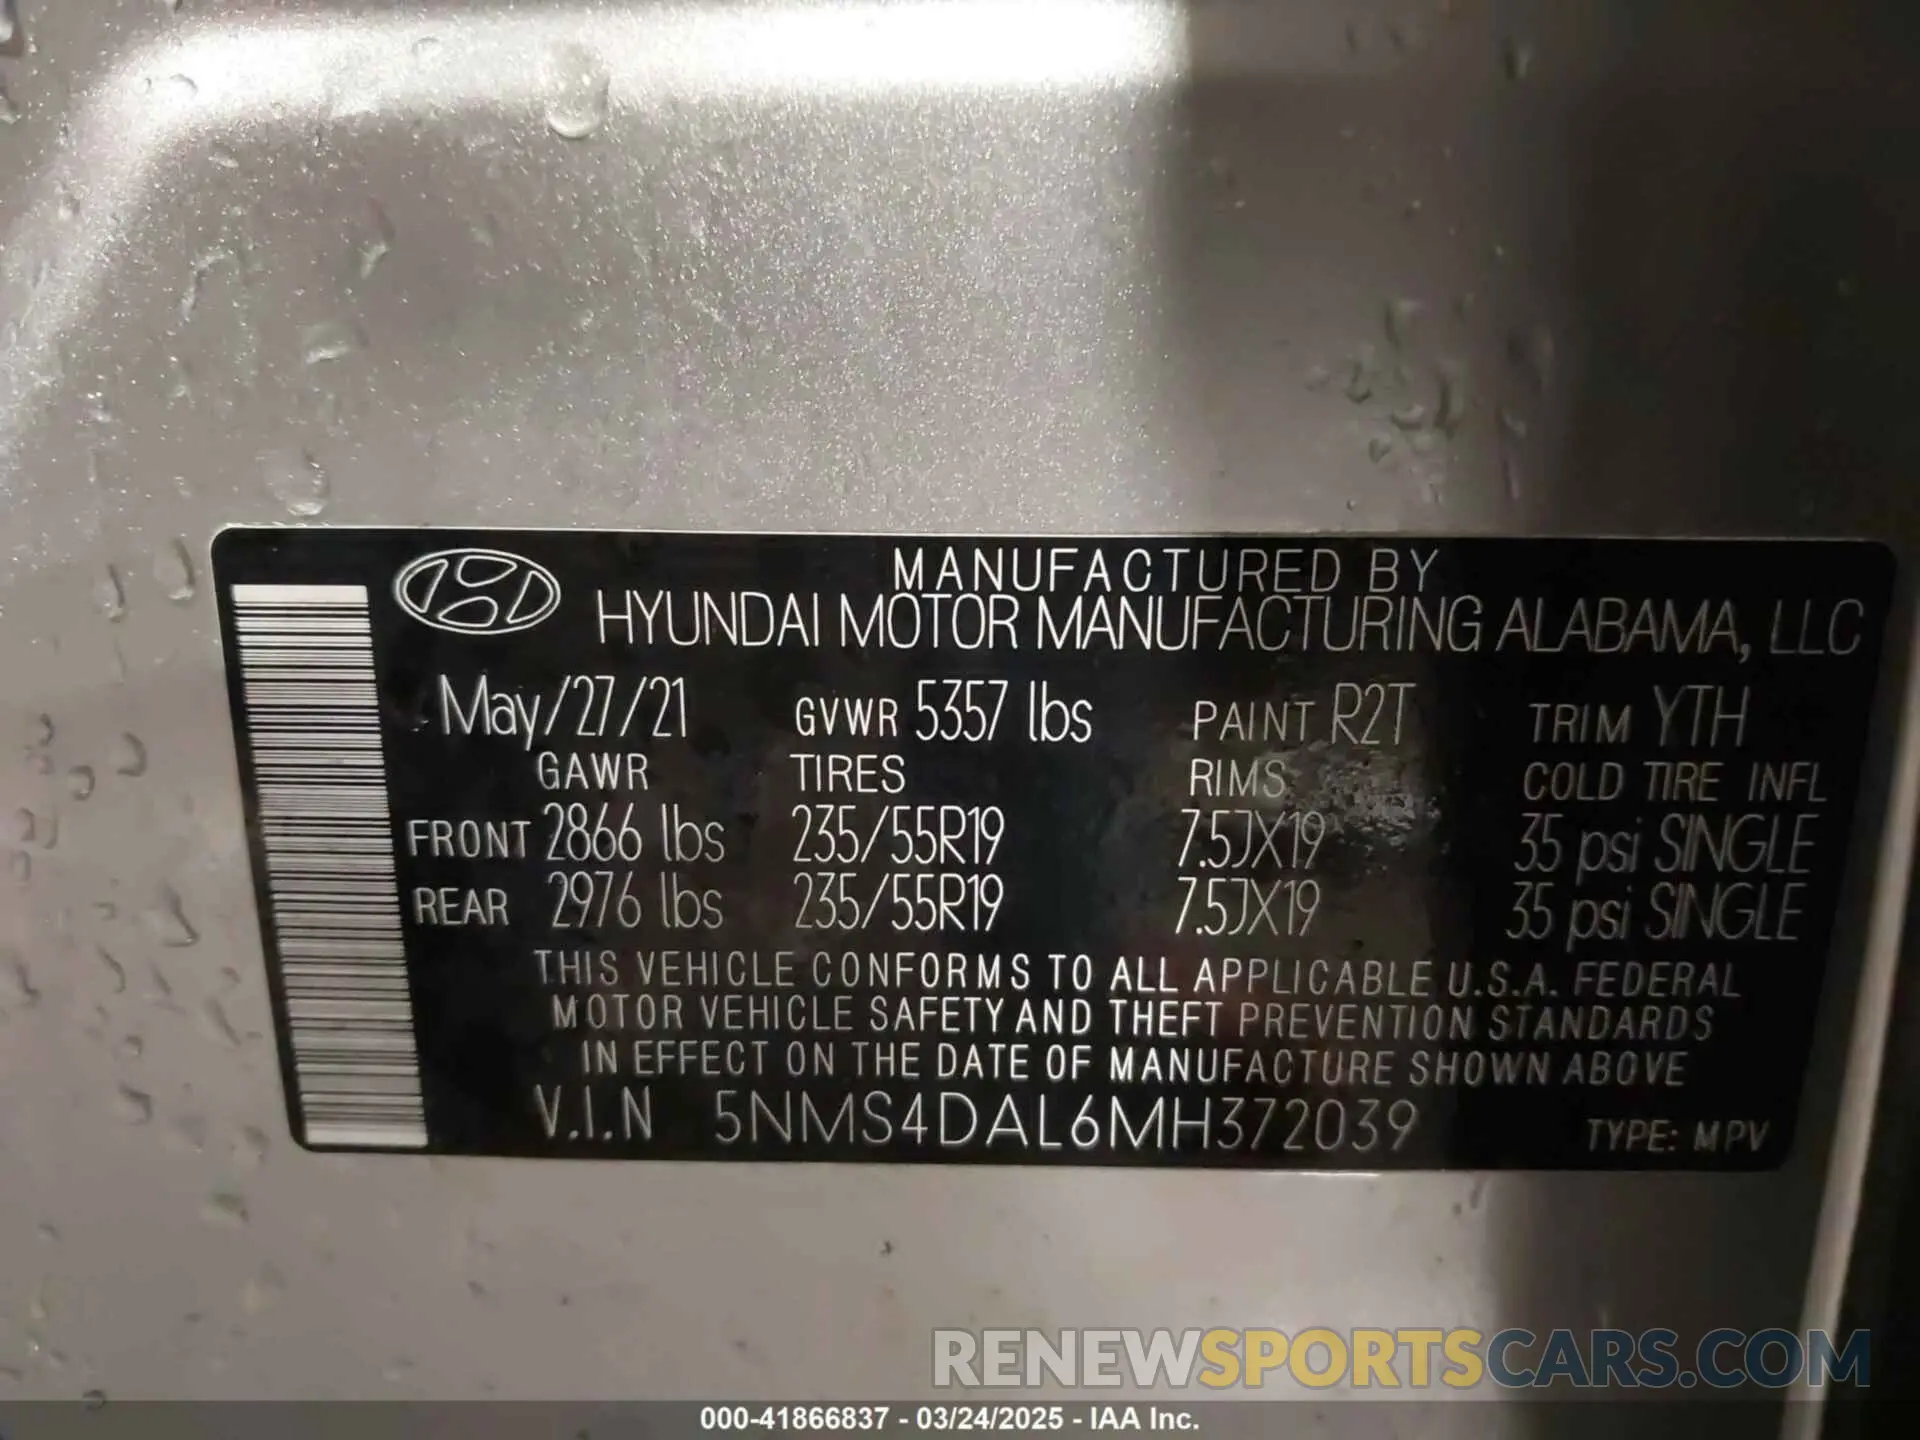 MANUFACTURED BY
HYUNDAI MOTOR MANUFACTURING ALABAMA, LLC
May/27/21 GVWR 5357 lbs PAINT R2T TRIM YTH
GAWR TIRES RIMS COLD TIRE INFL
FRONT 2866 lbs 235/55R19 7.5JX19 35 psi SINGLE
REAR 2976 lbs 235/55R19 7.5JX19 35 psi SINGLE
THIS VEHICLE CONFORMS TO ALL APPLICABLE U.S.A. FEDERAL
MOTOR VEHICLE SAFETY AND THEFT PREVENTION STANDARDS
IN EFFECT ON THE DATE OF MANUFACTURE SHOWN ABOVE
V.I.N 5NMS4DAL6MH372039 TYPE: MPV
RENEWSPORTSCARS.COM
000-41866837 - 03/24/2025 - IAA Inc.